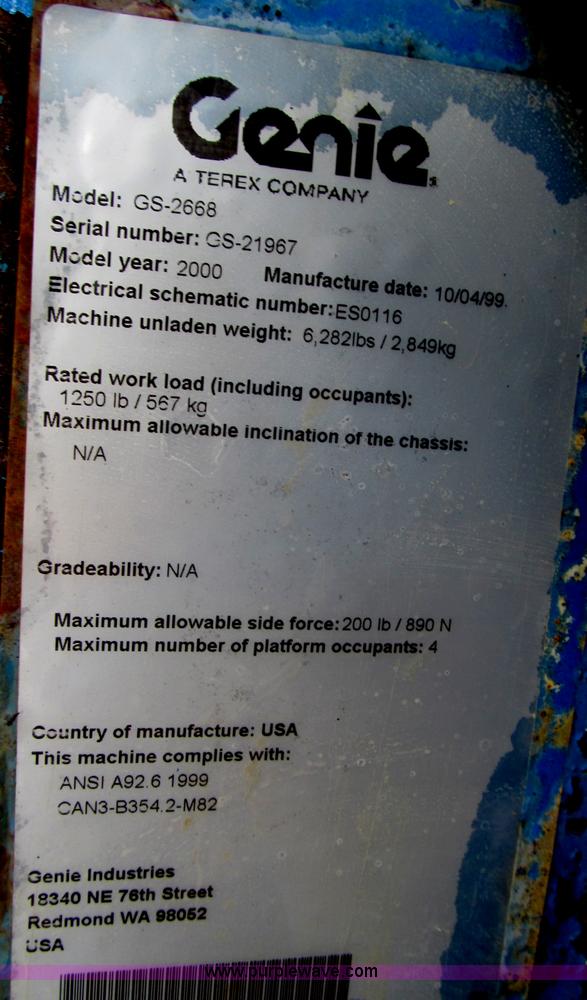 Genie
A TEREX COMPANY
Model: GS-2668
Serial number: GS-21967
Model year: 2000 Manufacture date: 10/04/99.
Electrical schematic number:ES0116
Machine unladen weight: 6,282lbs / 2,849kg
Rated work load (including occupants):
1250 lb / 567 kg
Maximum allowable inclination of the chassis:
N/A
Gradeability: N/A
Maximum allowable side force: 200 lb / 890 N
Maximum number of platform occupants: 4
Country of manufacture: USA
This machine complies with:
ANSI A92.6 1999
CAN3-B354.2-M82
Genie Industries
18340 NE 76th Street
Redmond WA 98052
USA
www.purplewave.com